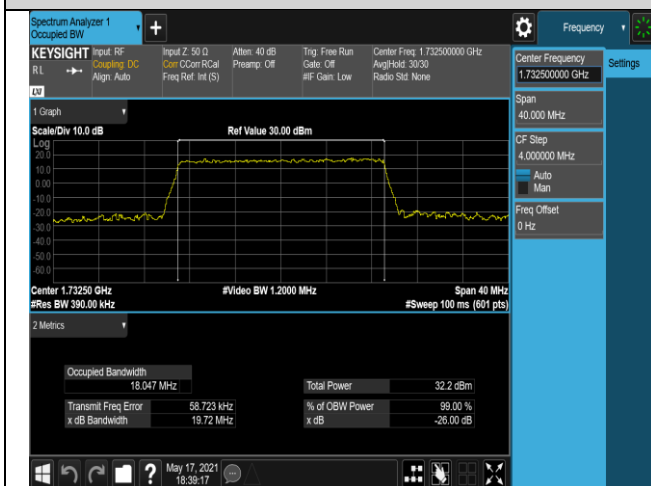 Spectrum Analyzer 1
Occupied BW
Frequency
KEYSIGHT
RL
LXI
Input: RF
Coupling: DC
Align: Auto
Input Z: 50 Ω
Corr CCorr RCal
Freq Ref: Int (S)
Atten: 40 dB
Preamp: Off
Trig: Free Run
Gate: Off
#IF Gain: Low
Center Freq: 1.732500000 GHz
Avg|Hold: 30/30
Radio Std: None
Center Frequency
1.732500000 GHz
Settings
Span
40.000 MHz
CF Step
4.000000 MHz
Auto
Man
Freq Offset
0 Hz
1 Graph
Scale/Div 10.0 dB
Ref Value 30.00 dBm
Log
20.0
10.0
0.00
-10.0
-20.0
-30.0
-40.0
-50.0
-60.0
Center 1.73250 GHz
#Video BW 1.2000 MHz
Span 40 MHz
#Res BW 390.00 kHz
#Sweep 100 ms (601 pts)
2 Metrics
Occupied Bandwidth
18.047 MHz
Total Power 32.2 dBm
Transmit Freq Error 58.723 kHz
% of OBW Power 99.00 %
x dB Bandwidth 19.72 MHz
x dB -26.00 dB
?
May 17, 2021
18:39:17